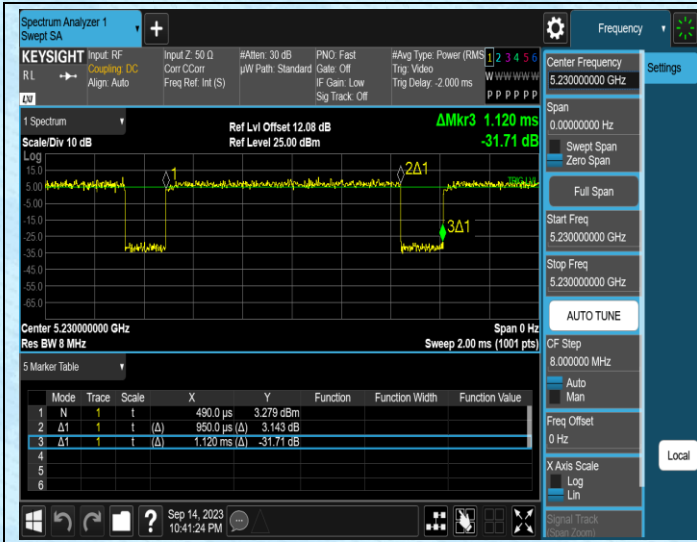 Spectrum Analyzer 1
Swept SA
Frequency
KEYSIGHT
RL
LXI
Input: RF
Coupling: DC
Align: Auto
Input Z: 50 Ω
Corr CCorr
Freq Ref: Int (S)
#Atten: 30 dB
µW Path: Standard
PNO: Fast
Gate: Off
IF Gain: Low
Sig Track: Off
#Avg Type: Power (RMS
Trig: Video
Trig Delay: -2.000 ms
1 2 3 4 5 6
W W W W W W
P P P P P P
1 Spectrum
Scale/Div 10 dB
Log
Ref Lvl Offset 12.08 dB
Ref Level 25.00 dBm
ΔMkr3 1.120 ms
-31.71 dB
15.0
5.00
-5.00
-15.0
-25.0
-35.0
-45.0
-55.0
-65.0
1
2Δ1
3Δ1
TRIG LVL
Center 5.230000000 GHz
Res BW 8 MHz
Span 0 Hz
Sweep 2.00 ms (1001 pts)
5 Marker Table
Mode Trace Scale X Y Function Function Width Function Value
1 N 1 t 490.0 µs 3.279 dBm
2 Δ1 1 t (Δ) 950.0 µs (Δ) 3.143 dB
3 Δ1 1 t (Δ) 1.120 ms (Δ) -31.71 dB
4
5
6
?
Sep 14, 2023
10:41:24 PM
Center Frequency
5.230000000 GHz
Span
0.00000000 Hz
Swept Span
Zero Span
Full Span
Start Freq
5.230000000 GHz
Stop Freq
5.230000000 GHz
AUTO TUNE
CF Step
8.000000 MHz
Auto
Man
Freq Offset
0 Hz
X Axis Scale
Log
Lin
Signal Track
(Span Zoom)
Settings
Local